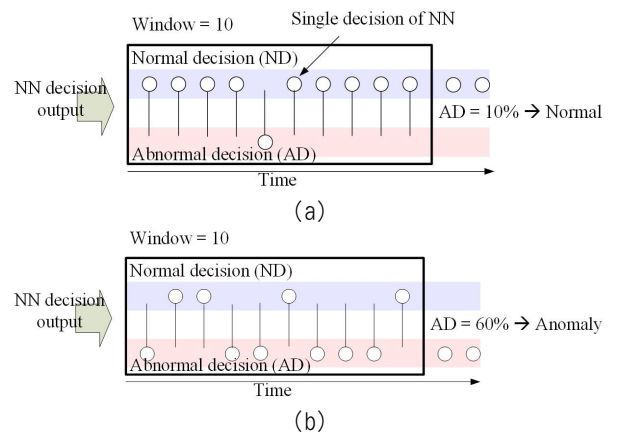 Window = 10
Single decision of NN
Normal decision (ND)
NN decision
output
AD = 10% → Normal
Abnormal decision (AD)
Time
(a)
Window = 10
Normal decision (ND)
NN decision
output
AD = 60% → Anomaly
Abnormal decision (AD)
Time
(b)